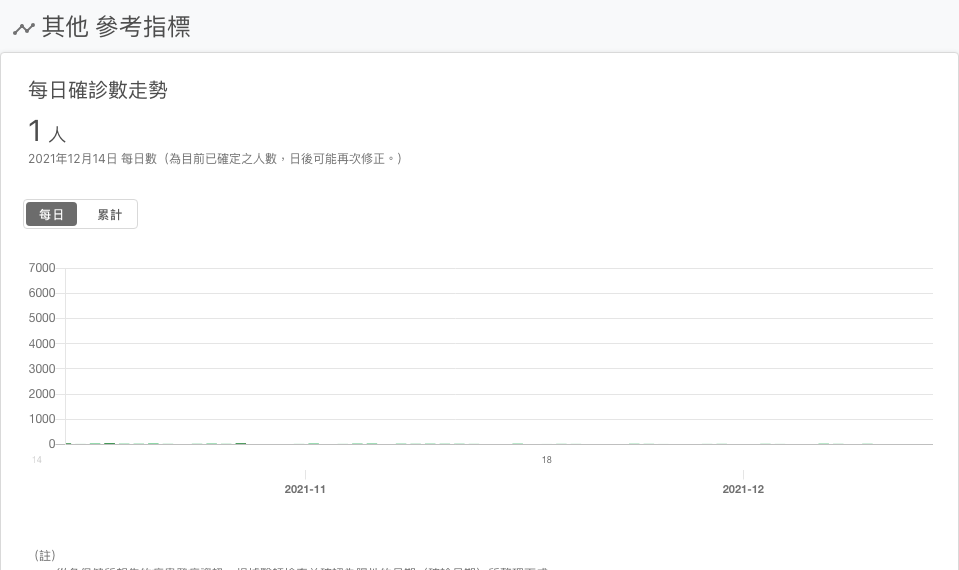 其他 參考指標
每日確診數走勢
1 人
2021年12月14日 每日數（為目前已確定之人數，日後可能再次修正。）
每日 累計
7000
6000
5000
4000
3000
2000
1000
0
14 18
2021-11 2021-12
（註）